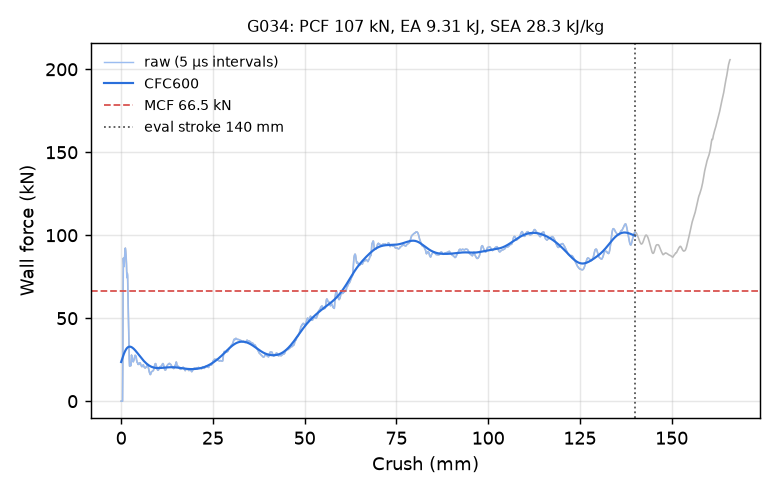 G034: PCF 107 kN, EA 9.31 kJ, SEA 28.3 kJ/kg
raw (5 µs intervals)
CFC600
MCF 66.5 kN
eval stroke 140 mm
Wall force (kN)
200
150
100
50
0
0 25 50 75 100 125 150
Crush (mm)